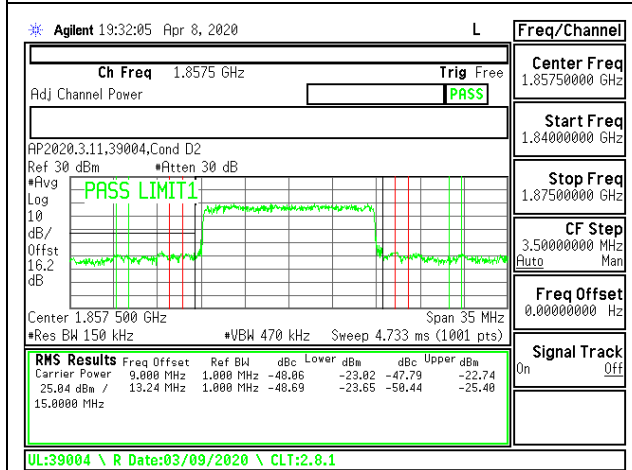 Agilent 19:32:05 Apr 8, 2020 L Freq/Channel
Ch Freq 1.8575 GHz Trig Free
Adj Channel Power PASS
Center Freq
1.85750000 GHz
Start Freq
1.84000000 GHz
AP2020.3.11.39004,Cond D2
Ref 30 dBm #Atten 30 dB
#Avg
Log
10
dB/
Offst
16.2
dB
PASS LIMIT1
Stop Freq
1.87500000 GHz
CF Step
3.50000000 MHz
Auto Man
Center 1.857 500 GHz Span 35 MHz
#Res BW 150 kHz #VBW 470 kHz Sweep 4.733 ms (1001 pts)
Freq Offset
0.00000000 Hz
Signal Track
On Off
RMS Results Freq Offset Ref BW dBc Lower dBm dBc Upper dBm
Carrier Power 9.000 MHz 1.000 MHz -48.06 -23.02 -47.79 -22.74
25.04 dBm / 13.24 MHz 1.000 MHz -48.69 -23.65 -50.44 -25.40
15.0000 MHz
UL:39004 \ R Date:03/09/2020 \ CLT:2.8.1